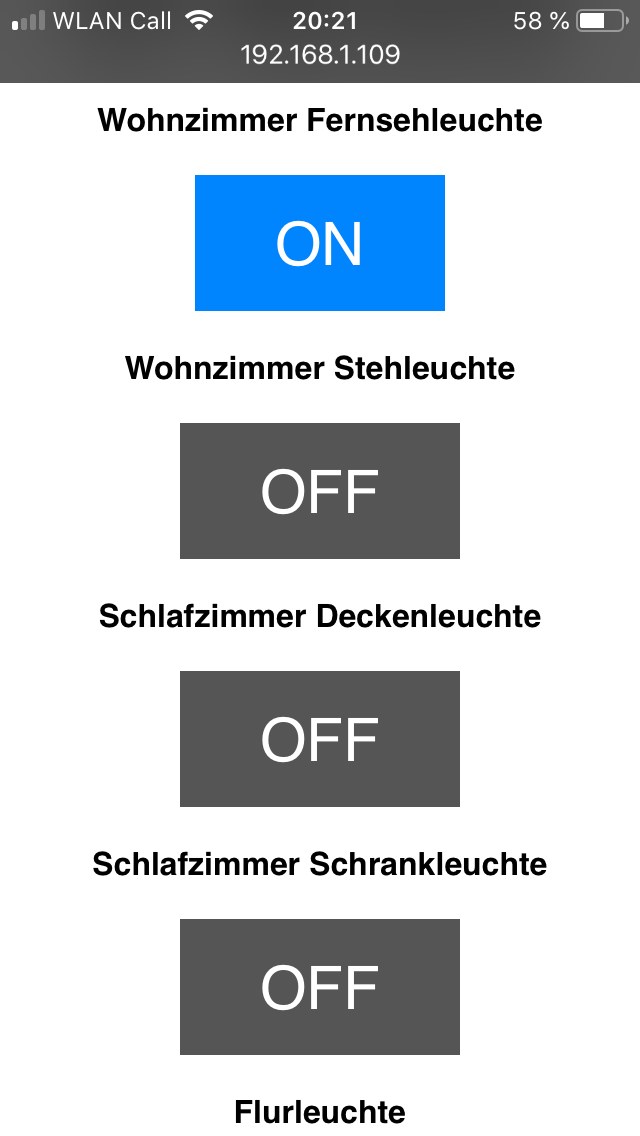 WLAN Call 20:21 58 %
192.168.1.109
Wohnzimmer Fernsehleuchte
ON
Wohnzimmer Stehleuchte
OFF
Schlafzimmer Deckenleuchte
OFF
Schlafzimmer Schrankleuchte
OFF
Flurleuchte